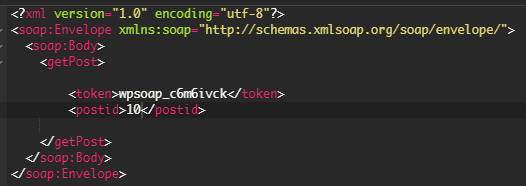 <?xml version="1.0" encoding="utf-8"?>
<soap:Envelope xmlns:soap="http://schemas.xmlsoap.org/soap/envelope/">
<soap:Body>
<getPost>
<token>wpsoap_c6m6ivck</token>
<postid>10</postid>
</getPost>
</soap:Body>
</soap:Envelope>